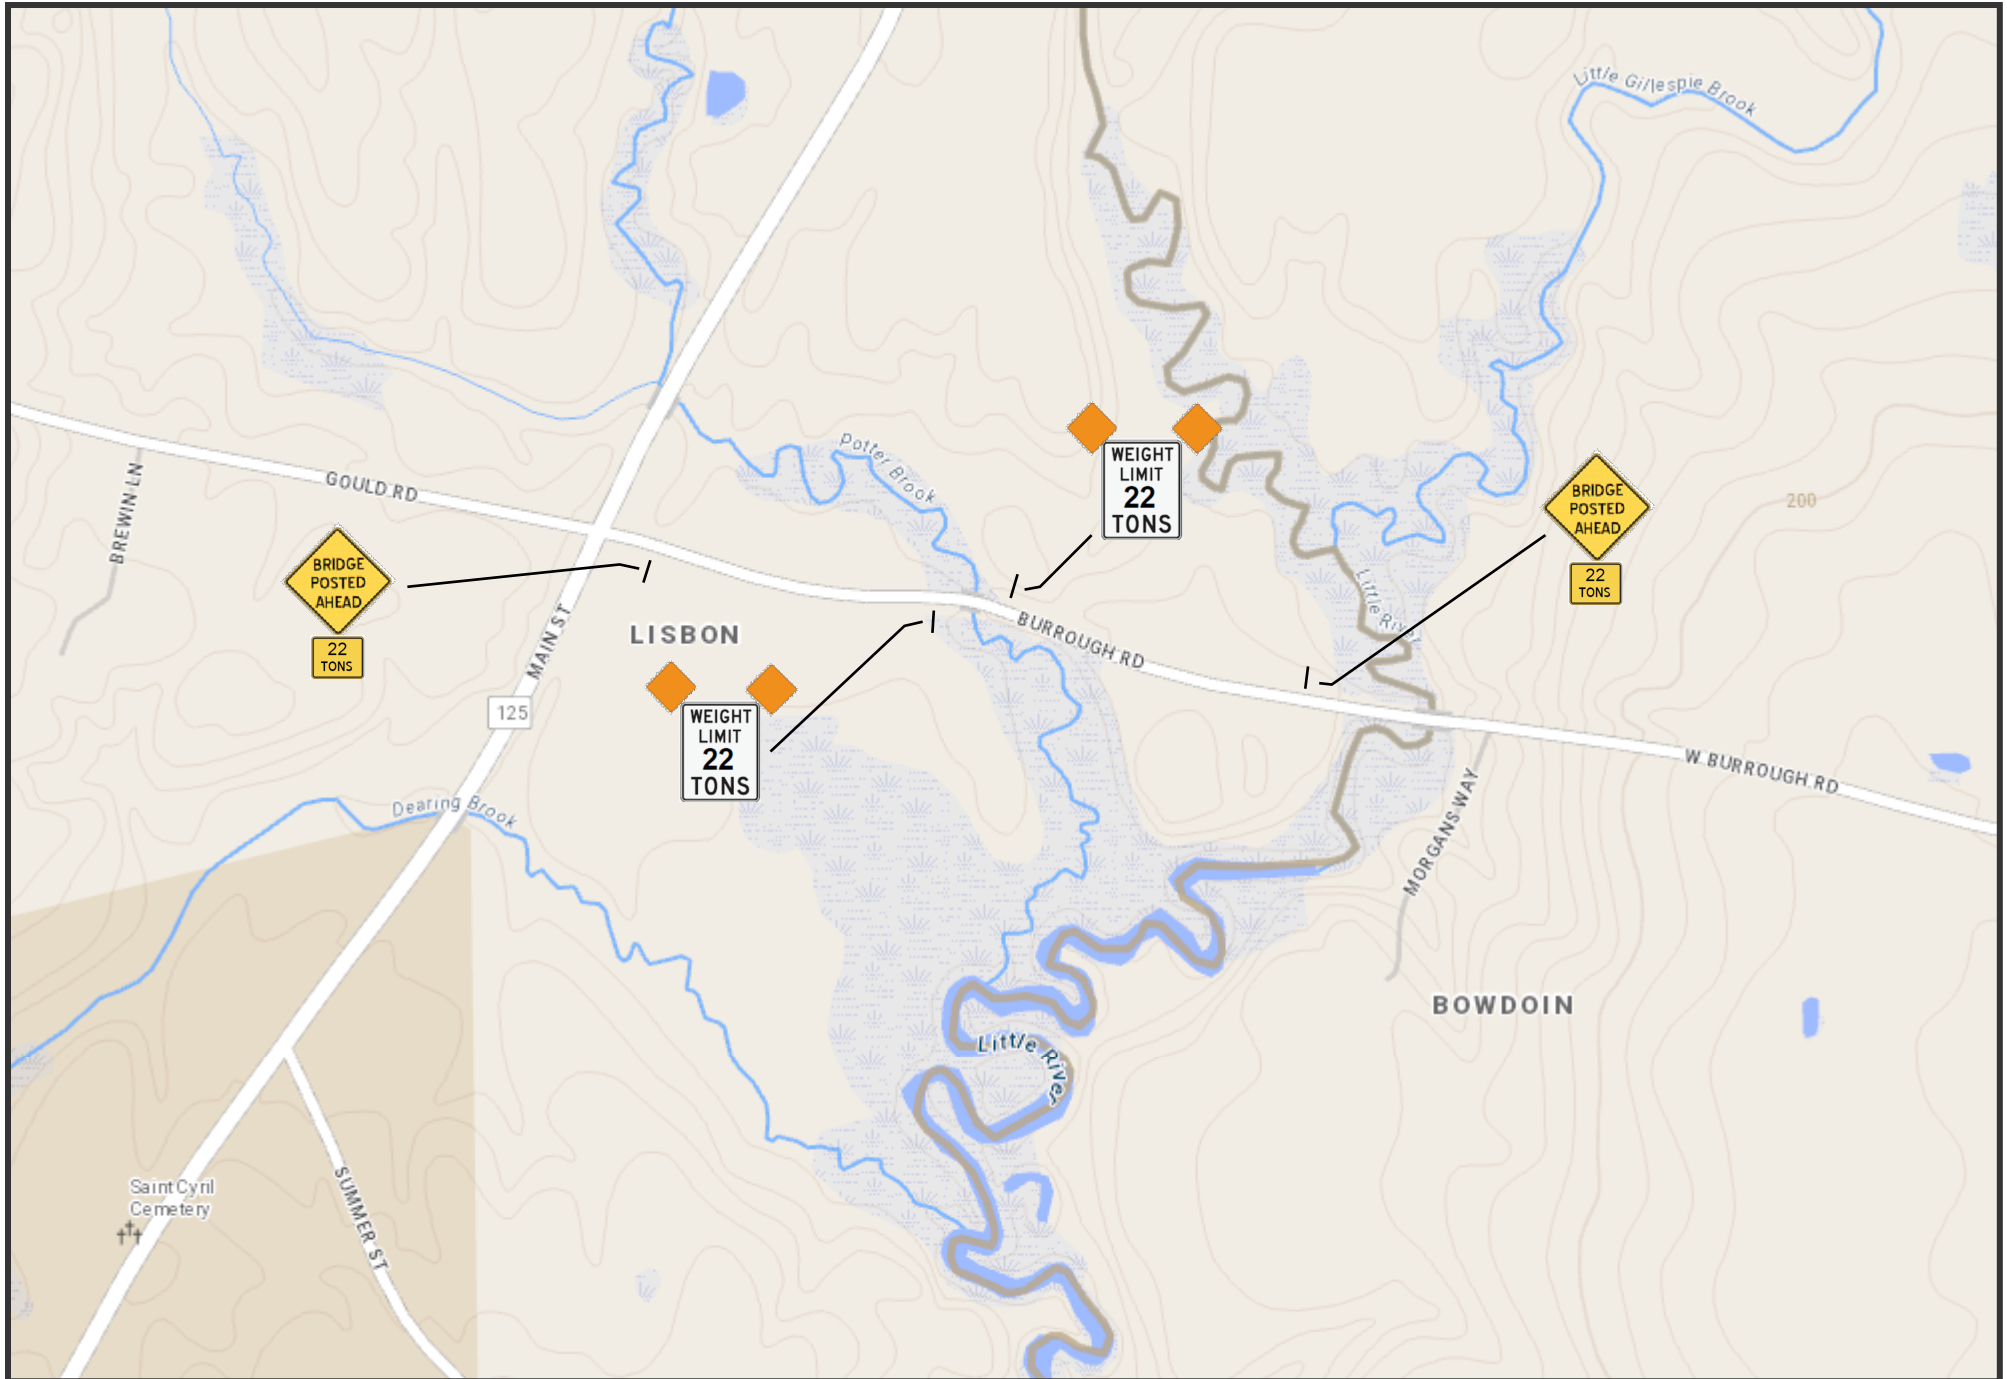 Little Gillespie Brook
Potter Brook
WEIGHT
LIMIT
22
TONS
BRIDGE
POSTED
AHEAD
22
TONS
200
GOULD RD
BREWIN LN
BRIDGE
POSTED
AHEAD
22
TONS
LISBON
MAIN ST
125
WEIGHT
LIMIT
22
TONS
BURROUGH RD
Little River
W BURROUGH RD
MORGANS WAY
Dearing Brook
BOWDOIN
Little River
Saint Cyril
Cemetery
SUMMER ST